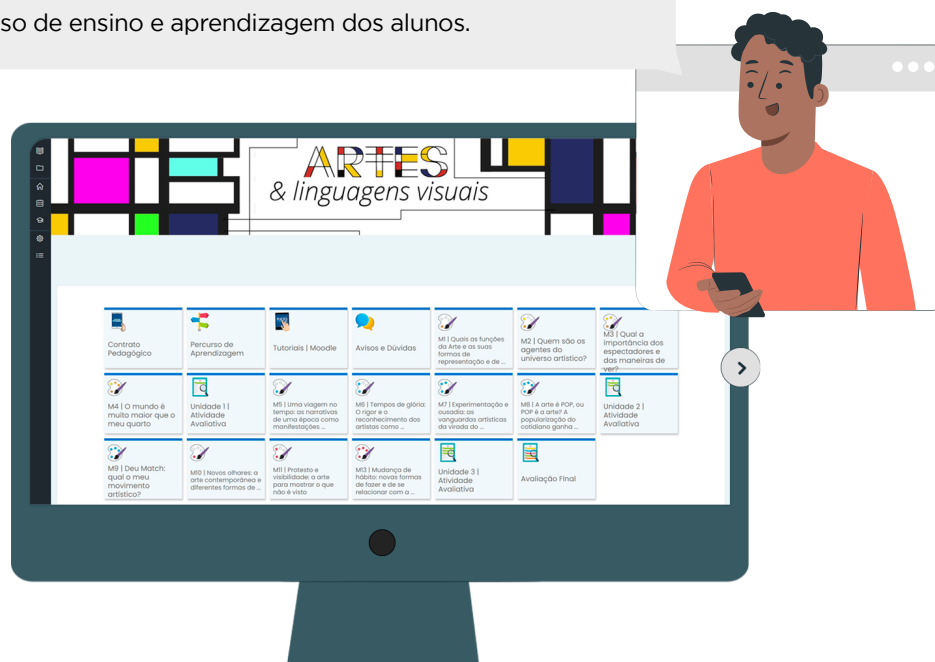 so de ensino e aprendizagem dos alunos.
ARTES
& linguagens visuais
Contrato
Pedagógico
Percurso de
Aprendizagem
Tutoriais | Moodle
Avisos e Dúvidas
M1 | Quais as funções
da Arte e as suas
formas de
representação e de ...
M2 | Quem são os
agentes do
universo artístico?
M3 | Qual a
importância dos
espectadores e
das maneiras de
ver?
M4 | O mundo é
muito maior que o
meu quarto
Unidade 1 |
Atividade
Avaliativa
M5 | Uma viagem no
tempo: as narrativas
de uma época como
manifestações ...
M6 | Tempos de glória:
O rigor e o
reconhecimento dos
artistas como ...
M7 | Experimentação e
ousadia: as
vanguardas artísticas
da virada do ...
M8 | A arte é POP, ou
POP é a arte? A
popularização do
cotidiano ganha ...
Unidade 2 |
Atividade
Avaliativa
M9 | Deu Match:
qual o meu
movimento
artístico?
M10 | Novos olhares: a
arte contemporânea e
diferentes formas de ...
M11 | Protesto e
visibilidade: a arte
para mostrar o que
não é visto
M13 | Mudança de
hábito: novas formas
de fazer e de se
relacionar com a ...
Unidade 3 |
Atividade
Avaliativa
Avaliação Final